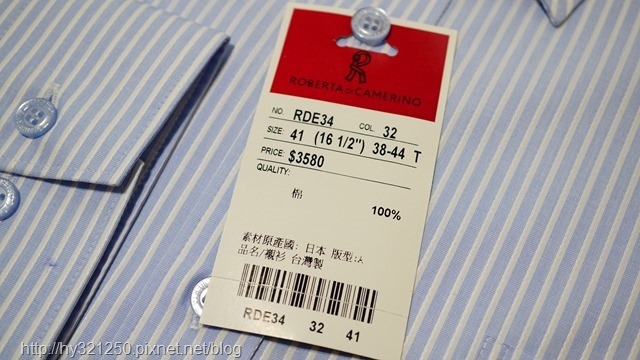 ROBERTA DI CAMERINO
NO. RDE34 COL. 32
SIZE: 41 (16 1/2") 38-44 T
PRICE: $3580
QUALITY:
棉 100%
素材原產國: 日本 版型:A
品名/襯衫 台灣製
RDE34 32 41
http://hy321250.pixnet.net/blog